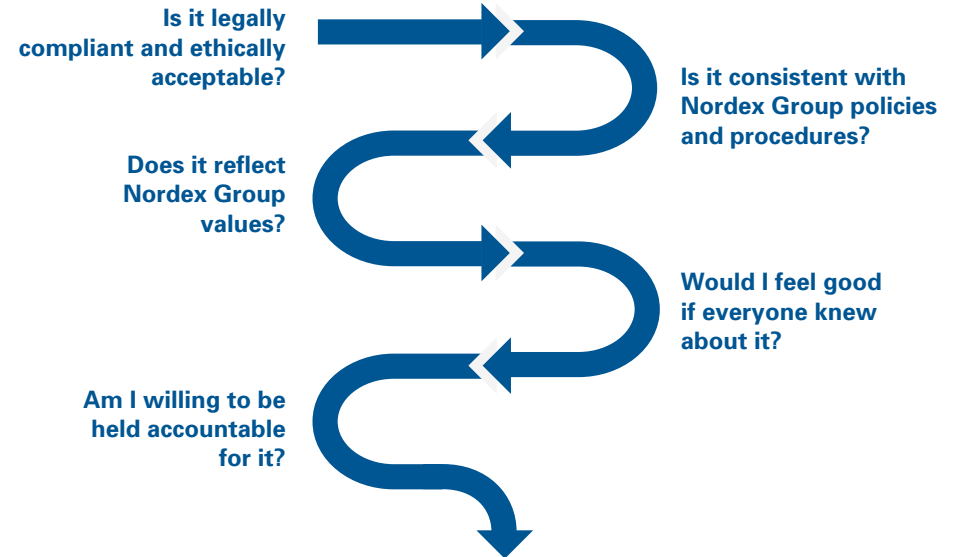 Is it legally
compliant and ethically
acceptable?
Is it consistent with
Nordex Group policies
and procedures?
Does it reflect
Nordex Group
values?
Would I feel good
if everyone knew
about it?
Am I willing to be
held accountable
for it?